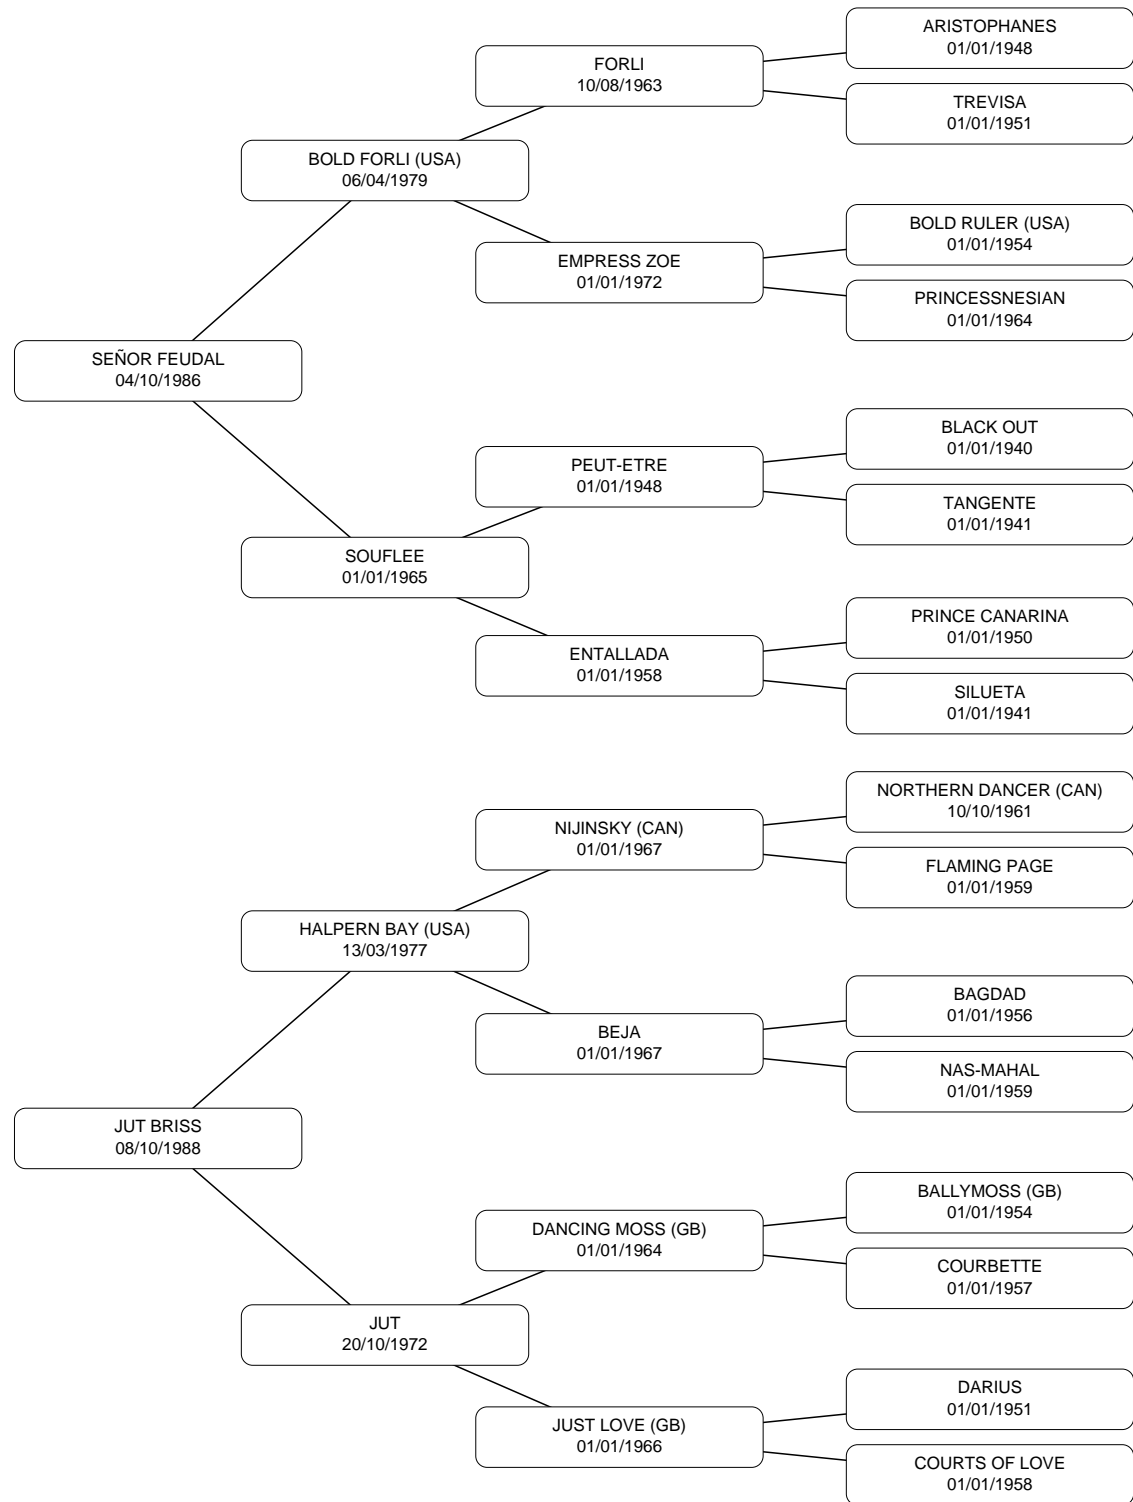 ARISTOPHANES
01/01/1948
FORLI
10/08/1963
TREVISA
01/01/1951
BOLD FORLI (USA)
06/04/1979
BOLD RULER (USA)
01/01/1954
EMPRESS ZOE
01/01/1972
PRINCESSNESIAN
01/01/1964
SEÑOR FEUDAL
04/10/1986
BLACK OUT
01/01/1940
PEUT-ETRE
01/01/1948
TANGENTE
01/01/1941
SOUFLEE
01/01/1965
PRINCE CANARINA
01/01/1950
ENTALLADA
01/01/1958
SILUETA
01/01/1941
NORTHERN DANCER (CAN)
10/10/1961
NIJINSKY (CAN)
01/01/1967
FLAMING PAGE
01/01/1959
HALPERN BAY (USA)
13/03/1977
BAGDAD
01/01/1956
BEJA
01/01/1967
NAS-MAHAL
01/01/1959
JUT BRISS
08/10/1988
BALLYMOSS (GB)
01/01/1954
DANCING MOSS (GB)
01/01/1964
COURBETTE
01/01/1957
JUT
20/10/1972
DARIUS
01/01/1951
JUST LOVE (GB)
01/01/1966
COURTS OF LOVE
01/01/1958